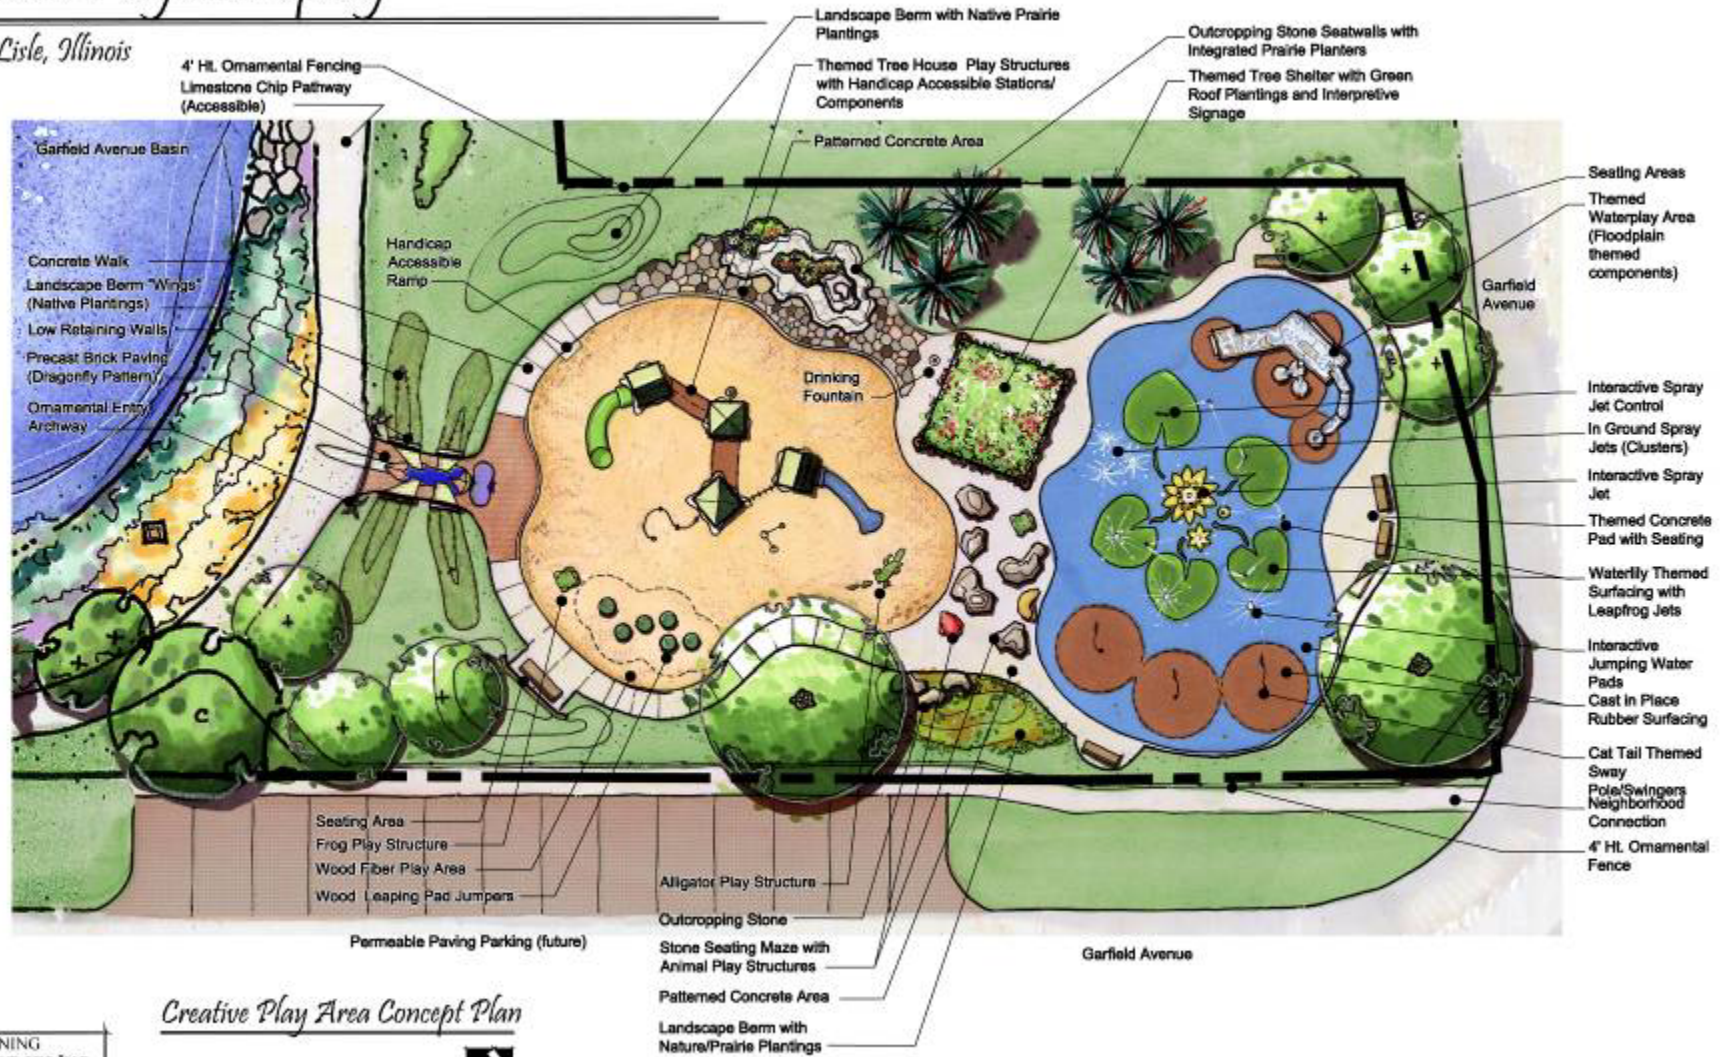 Lisle, Illinois
4' Ht. Ornamental Fencing
Limestone Chip Pathway
(Accessible)
Landscape Berm with Native Prairie
Plantings
Themed Tree House Play Structures
with Handicap Accessible Stations/
Components
Patterned Concrete Area
Outcropping Stone Seatwalls with
Integrated Prairie Planters
Themed Tree Shelter with Green
Roof Plantings and Interpretive
Signage
Garfield Avenue Basin
Concrete Walk
Landscape Berm "Wings"
(Native Plantings)
Low Retaining Walls
Precast Brick Paving
(Dragonfly Pattern)
Ornamental Entry
Archway
Handicap
Accessible
Ramp
Drinking
Fountain
Seating Areas
Themed
Waterplay Area
(Floodplain
themed
components)
Garfield
Avenue
Interactive Spray
Jet Control
In Ground Spray
Jets (Clusters)
Interactive Spray
Jet
Themed Concrete
Pad with Seating
Waterlily Themed
Surfacing with
Leapfrog Jets
Interactive
Jumping Water
Pads
Cast in Place
Rubber Surfacing
Cat Tail Themed
Sway
Pole/Swingers
Neighborhood
Connection
4' Ht. Ornamental
Fence
C
Seating Area
Frog Play Structure
Wood Fiber Play Area
Wood Leaping Pad Jumpers
Permeable Paving Parking (future)
Alligator Play Structure
Outcropping Stone
Stone Seating Maze with
Animal Play Structures
Patterned Concrete Area
Landscape Berm with
Nature/Prairie Plantings
Garfield Avenue
Creative Play Area Concept Plan
NING